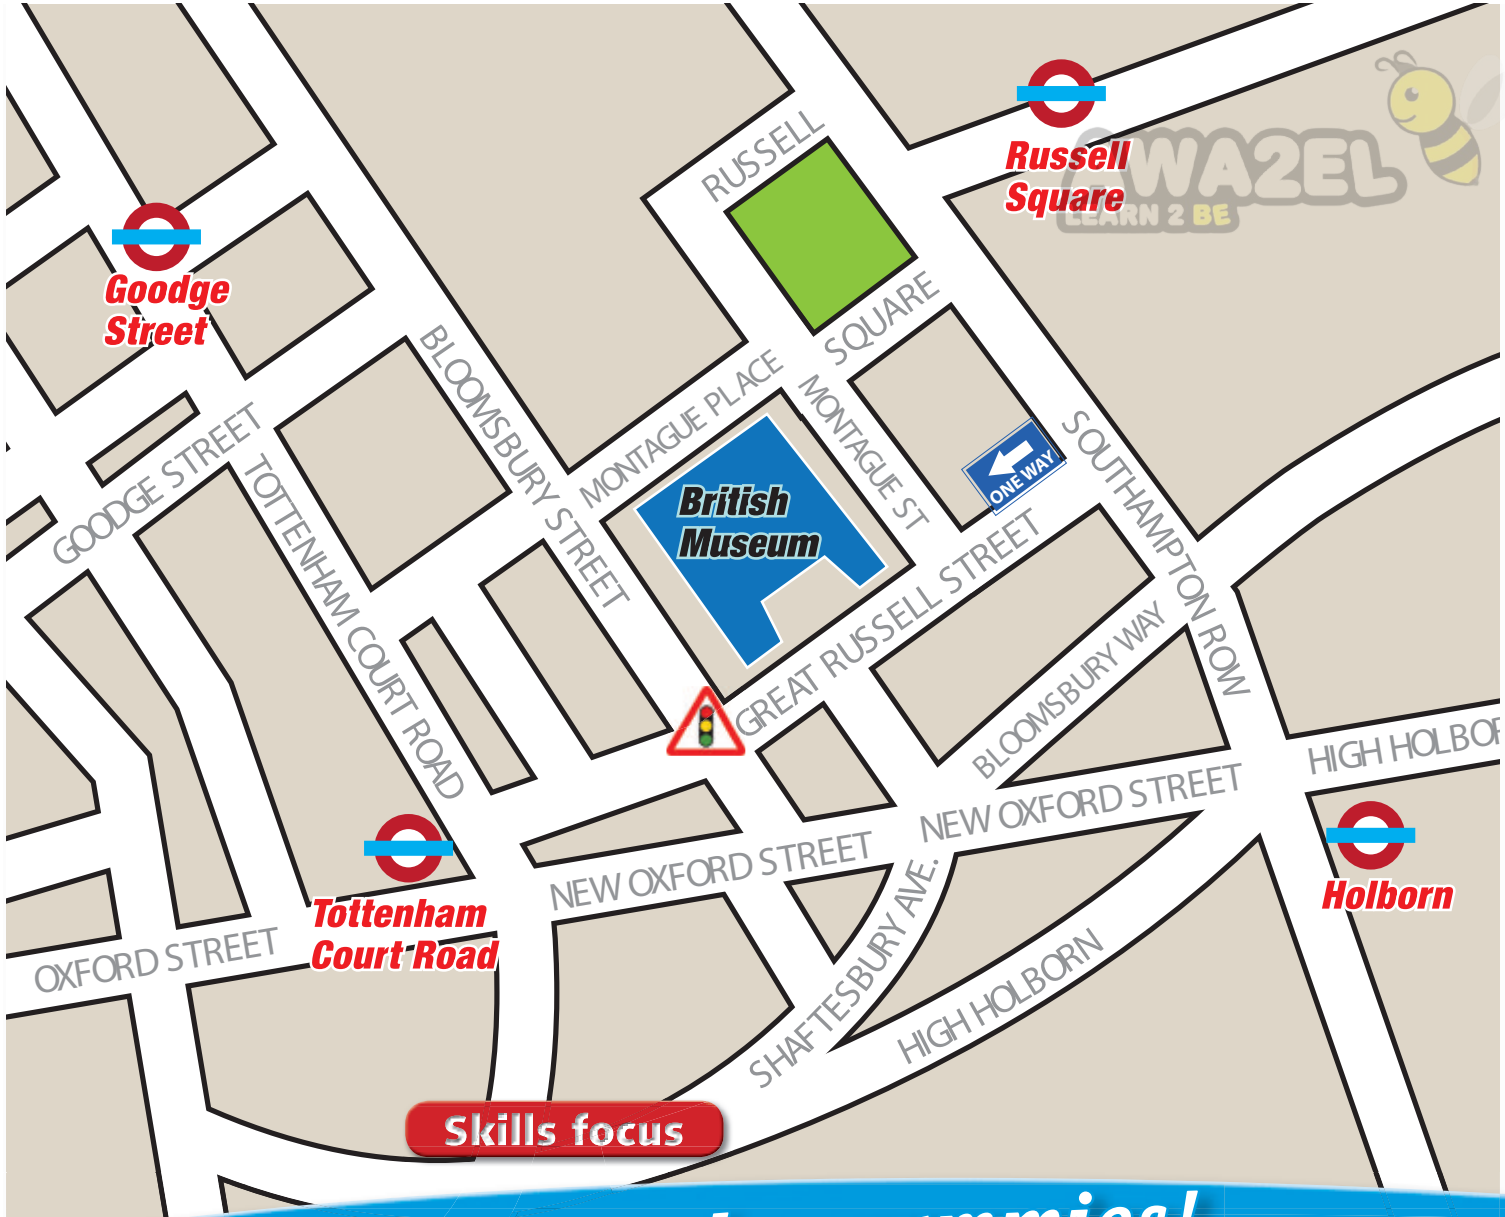 RUSSELL
Russell
Square
AWA2EL
LEARN 2 BE
Goodge
Street
SQUARE
BLOOMSBURY STREET
MONTAGUE PLACE
MONTAGUE ST
SOUTHAMPTON ROW
ONE WAY
GOODGE STREET
TOTTENHAM COURT ROAD
British
Museum
GREAT RUSSELL STREET
BLOOMSBURY WAY
HIGH HOLBOR
NEW OXFORD STREET
NEW OXFORD STREET
Holborn
Tottenham
Court Road
OXFORD STREET
SHAFTESBURY AVE.
HIGH HOLBORN
Skills focus